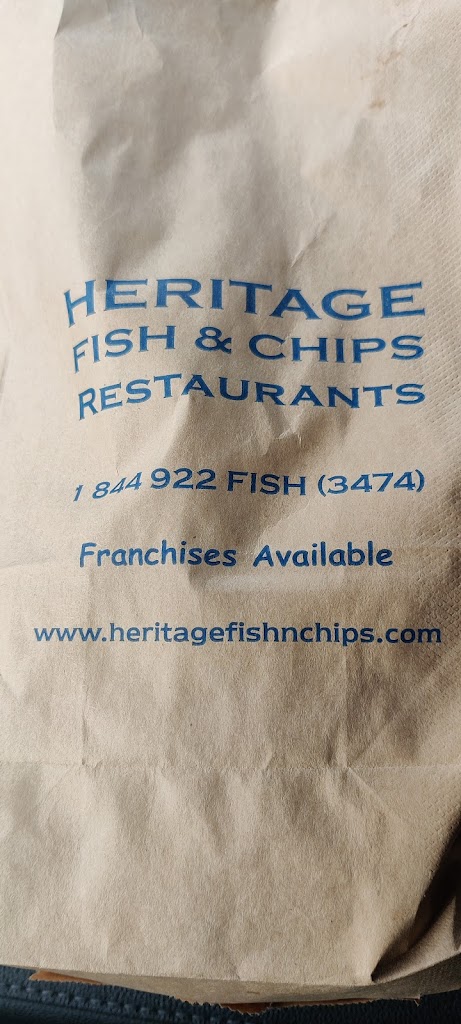 HERITAGE
FISH & CHIPS
RESTAURANTS
1 844 922 FISH (3474)
Franchises Available
www.heritagefishnchips.com